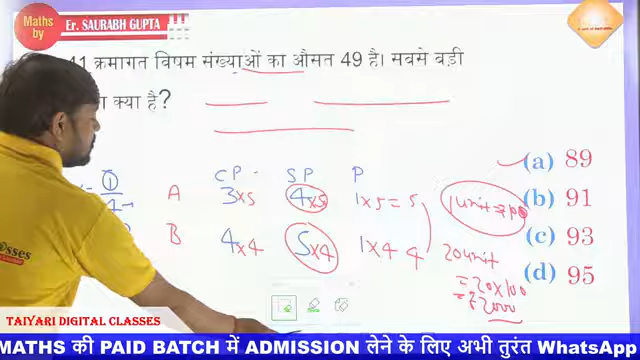 Maths by
Er. SAURABH GUPTA
41 क्रमागत विषम संख्याओं का औसत 49 है। सबसे बड़ी
क्या है?
(a) 89
(b) 91
(c) 93
(d) 95
CP SP P
A 3x5 4x5 1x5=5
B 4x4 5x4 1x4 4
1unit
20unit
=20x100
=₹2000
TAIYARI DIGITAL CLASSES
MATHS की PAID BATCH में ADMISSION लेने के लिए अभी तुरंत WhatsApp